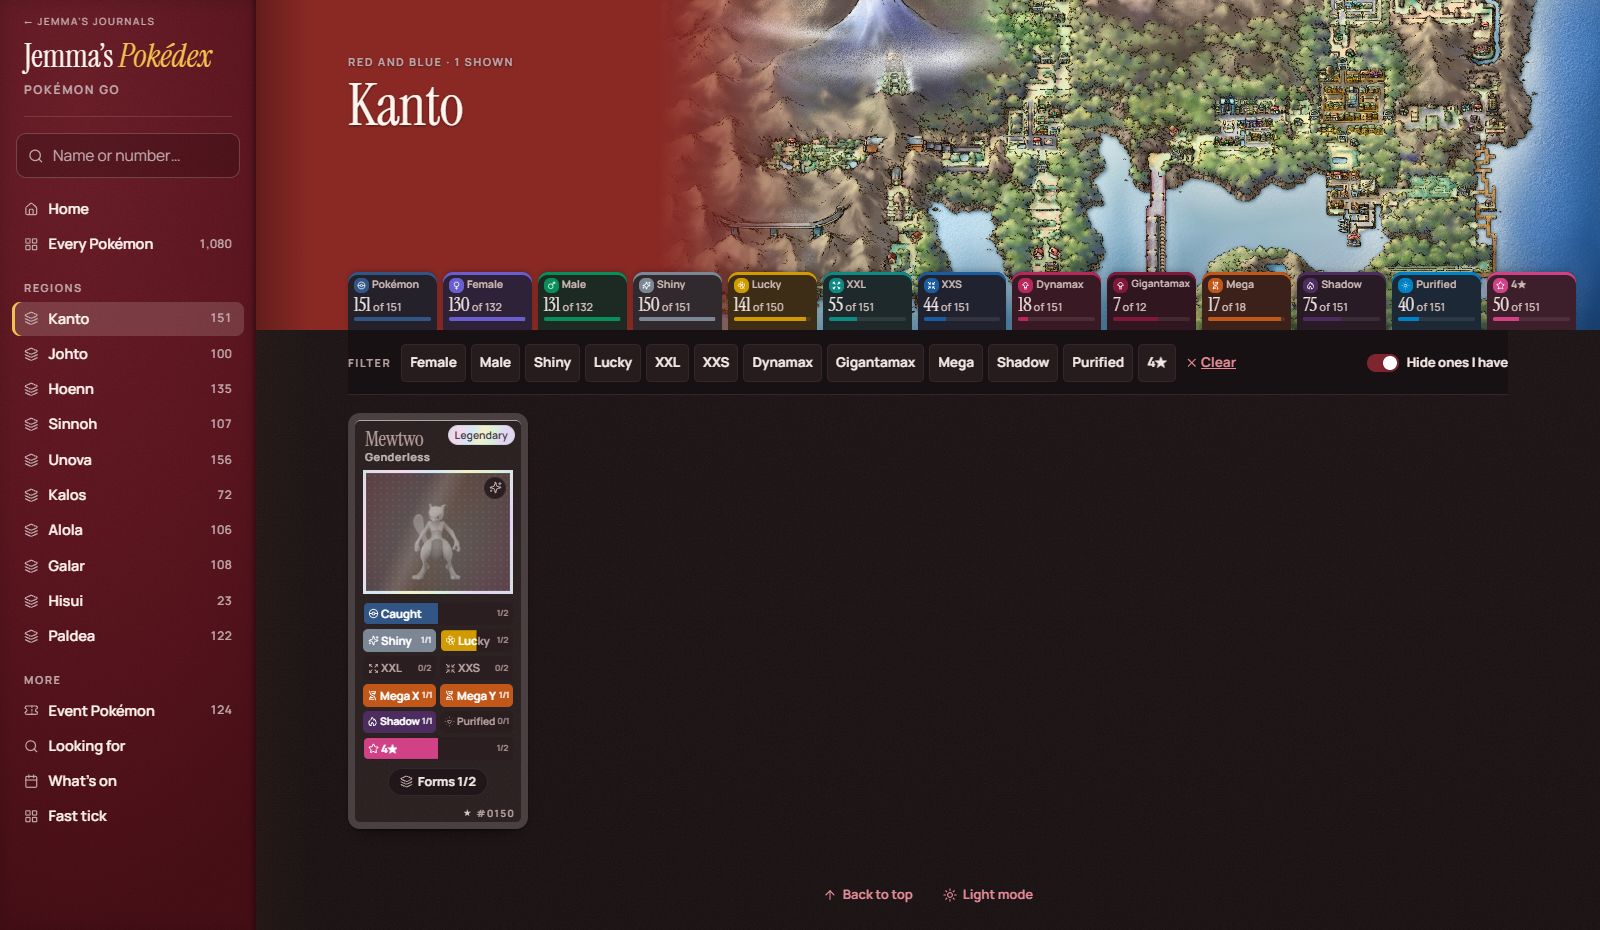 ← JEMMA'S JOURNALS
Jemma's Pokédex
POKÉMON GO
Name or number...
Home
Every Pokémon 1,080
REGIONS
Kanto 151
Johto 100
Hoenn 135
Sinnoh 107
Unova 156
Kalos 72
Alola 106
Galar 108
Hisui 23
Paldea 122
MORE
Event Pokémon 124
Looking for
What's on
Fast tick
RED AND BLUE · 1 SHOWN
Kanto
Pokémon 151 of 151
Female 130 of 132
Male 131 of 132
Shiny 150 of 151
Lucky 141 of 150
XXL 55 of 151
XXS 44 of 151
Dynamax 18 of 151
Gigantamax 7 of 12
Mega 17 of 18
Shadow 75 of 151
Purified 40 of 151
4★ 50 of 151
FILTER Female Male Shiny Lucky XXL XXS Dynamax Gigantamax Mega Shadow Purified 4★ × Clear Hide ones I have
Mewtwo Legendary
Genderless
Caught 1/2
Shiny 1/1 Lucky 1/2
XXL 0/2 XXS 0/2
Mega X 1/1 Mega Y 1/1
Shadow 1/1 Purified 0/1
4★ 1/2
Forms 1/2
★ #0150
↑ Back to top Light mode